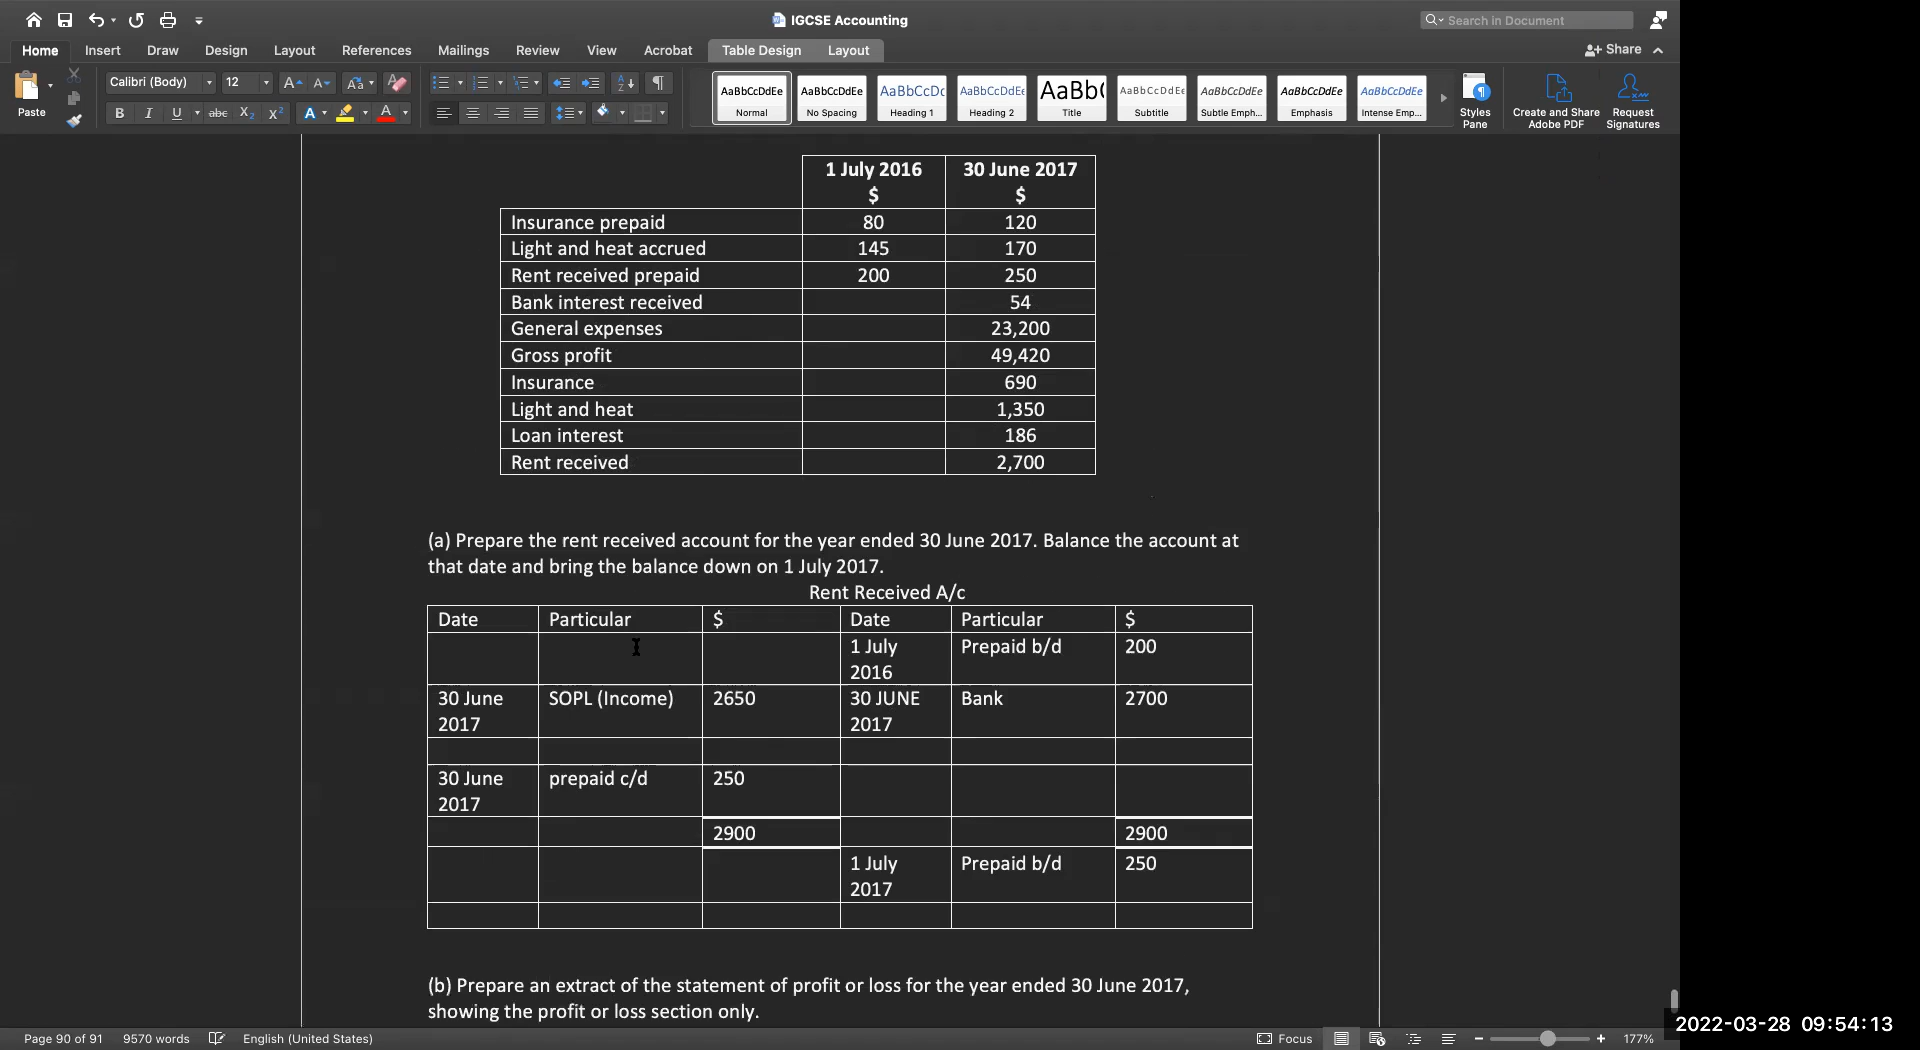 IGCSE Accounting
Search in Document
Home Insert Draw Design Layout References Mailings Review View Acrobat Table Design Layout Share
Paste
Calibri (Body) 12
AaBbCcDdEe AaBbCcDdEe AaBbCcDc AaBbCcDdEe AaBb( AaBbCcDdEe AaBbCcDdEe AaBbCcDdEe AaBbCcDdEe
Normal No Spacing Heading 1 Heading 2 Title Subtitle Subtle Emph... Emphasis Intense Emp...
Styles Pane
Create and Share Adobe PDF
Request Signatures
1 July 2016 30 June 2017
$ $
Insurance prepaid 80 120
Light and heat accrued 145 170
Rent received prepaid 200 250
Bank interest received 54
General expenses 23,200
Gross profit 49,420
Insurance 690
Light and heat 1,350
Loan interest 186
Rent received 2,700
(a) Prepare the rent received account for the year ended 30 June 2017. Balance the account at
that date and bring the balance down on 1 July 2017.
Rent Received A/c
Date Particular $ Date Particular $
1 July Prepaid b/d 200
2016
30 June SOPL (Income) 2650 30 JUNE Bank 2700
2017 2017
30 June prepaid c/d 250
2017
2900 2900
1 July Prepaid b/d 250
2017
(b) Prepare an extract of the statement of profit or loss for the year ended 30 June 2017,
showing the profit or loss section only.
Page 90 of 91 9570 words English (United States) Focus 177%
2022-03-28 09:54:13